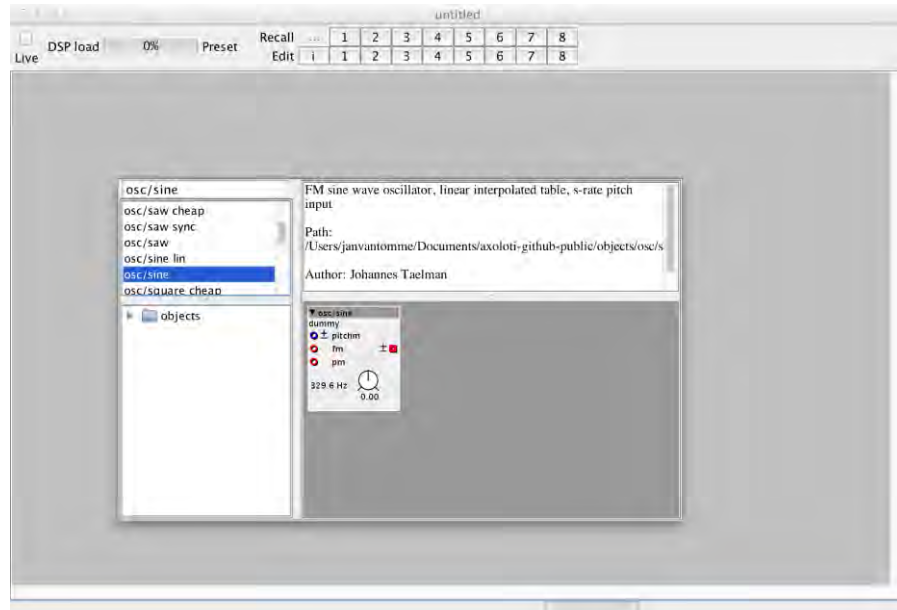 untitled
Live
DSP load 0% Preset
Recall ... 1 2 3 4 5 6 7 8
Edit i 1 2 3 4 5 6 7 8
osc/sine
osc/saw cheap
osc/saw sync
osc/saw
osc/sine lin
osc/sine
osc/square cheap
objects
FM sine wave oscillator, linear interpolated table, s-rate pitch
input
Path:
/Users/janvantomme/Documents/axoloti-github-public/objects/osc/s
Author: Johannes Taelman
osc/sine
dummy
± pitchm
fm ±
pm
329.6 Hz
0.00